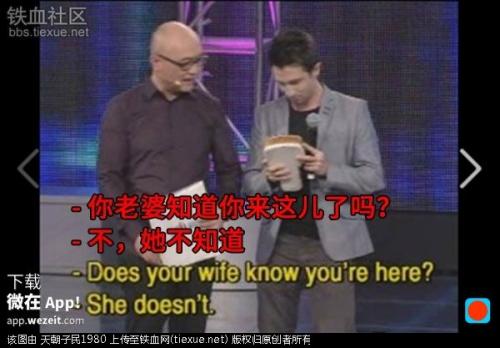 铁血社区
bbs.tiexue.net
- 你老婆知道你来这儿了吗?
- 不，她不知道
- Does your wife know you're here?
- She doesn't.
下载
微在 App!
app.wezeit.com
该图由 天朝子民1980 上传至铁血网(tiexue.net) 版权归原创者所有